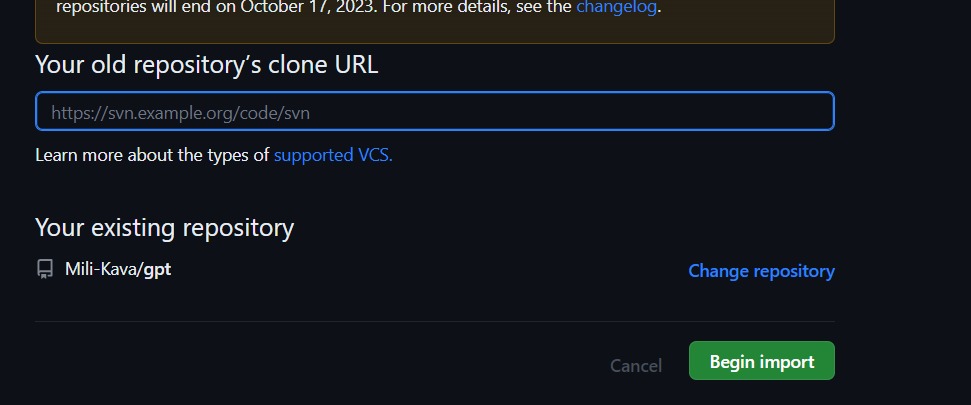 repositories will end on October 17, 2023. For more details, see the changelog.
Your old repository's clone URL
https://svn.example.org/code/svn
Learn more about the types of supported VCS.
Your existing repository
Mili-Kava/gpt
Change repository
Cancel
Begin import